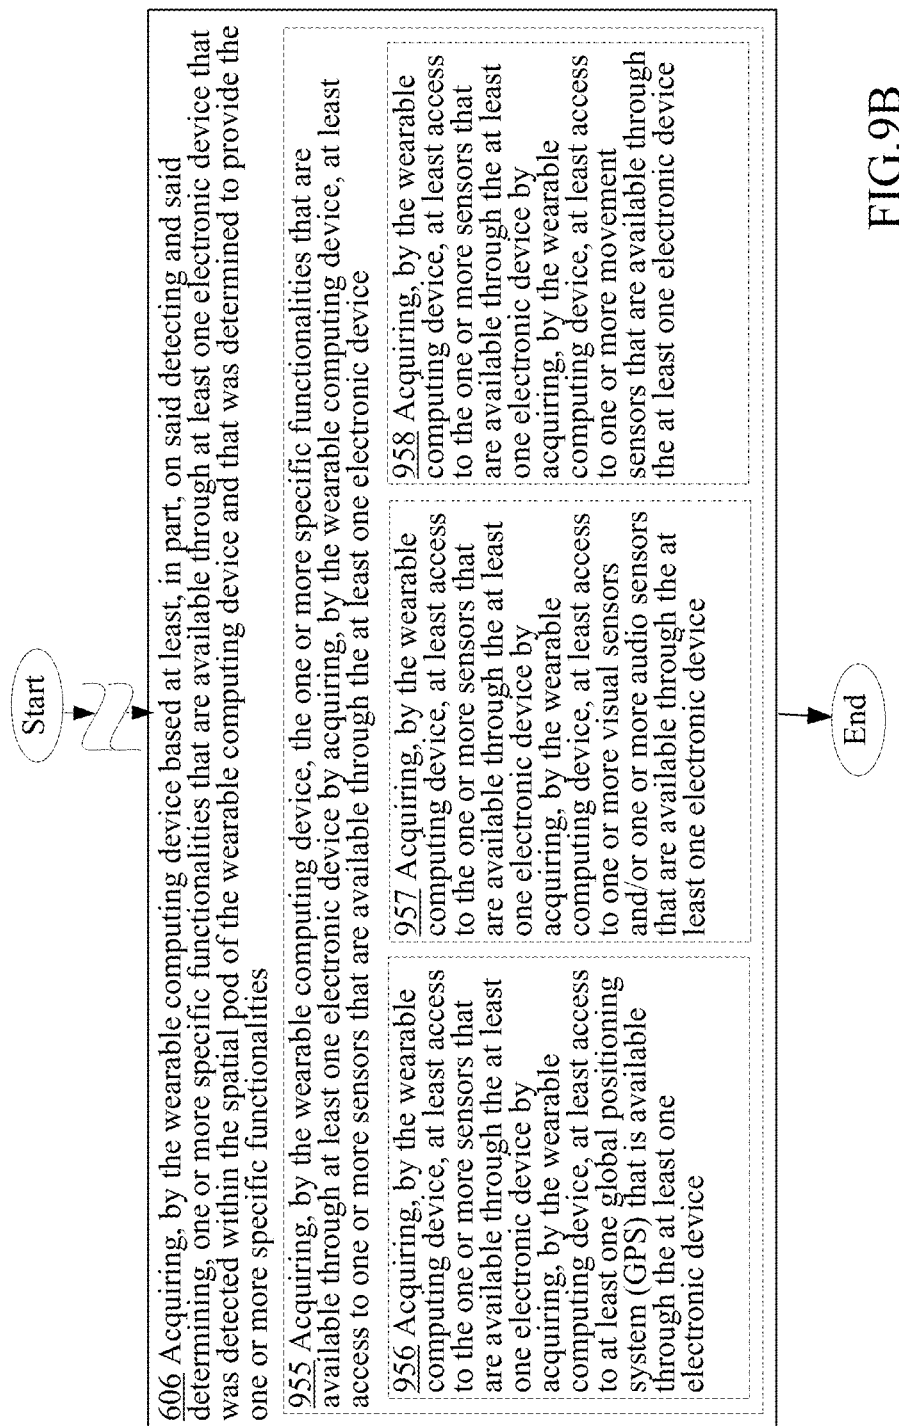 Start
606 Acquiring, by the wearable computing device based at least, in part, on said detecting and said
determining, one or more specific functionalities that are available through at least one electronic device that
was detected within the spatial pod of the wearable computing device and that was determined to provide the
one or more specific functionalities
955 Acquiring, by the wearable computing device, the one or more specific functionalities that are
available through at least one electronic device by acquiring, by the wearable computing device, at least
access to one or more sensors that are available through the at least one electronic device
956 Acquiring, by the wearable
computing device, at least access
to the one or more sensors that
are available through the at least
one electronic device by
acquiring, by the wearable
computing device, at least access
to at least one global positioning
system (GPS) that is available
through the at least one
electronic device
957 Acquiring, by the wearable
computing device, at least access
to the one or more sensors that
are available through the at least
one electronic device by
acquiring, by the wearable
computing device, at least access
to one or more visual sensors
and/or one or more audio sensors
that are available through the at
least one electronic device
958 Acquiring, by the wearable
computing device, at least access
to the one or more sensors that
are available through the at least
one electronic device by
acquiring, by the wearable
computing device, at least access
to one or more movement
sensors that are available through
the at least one electronic device
End
FIG.9B